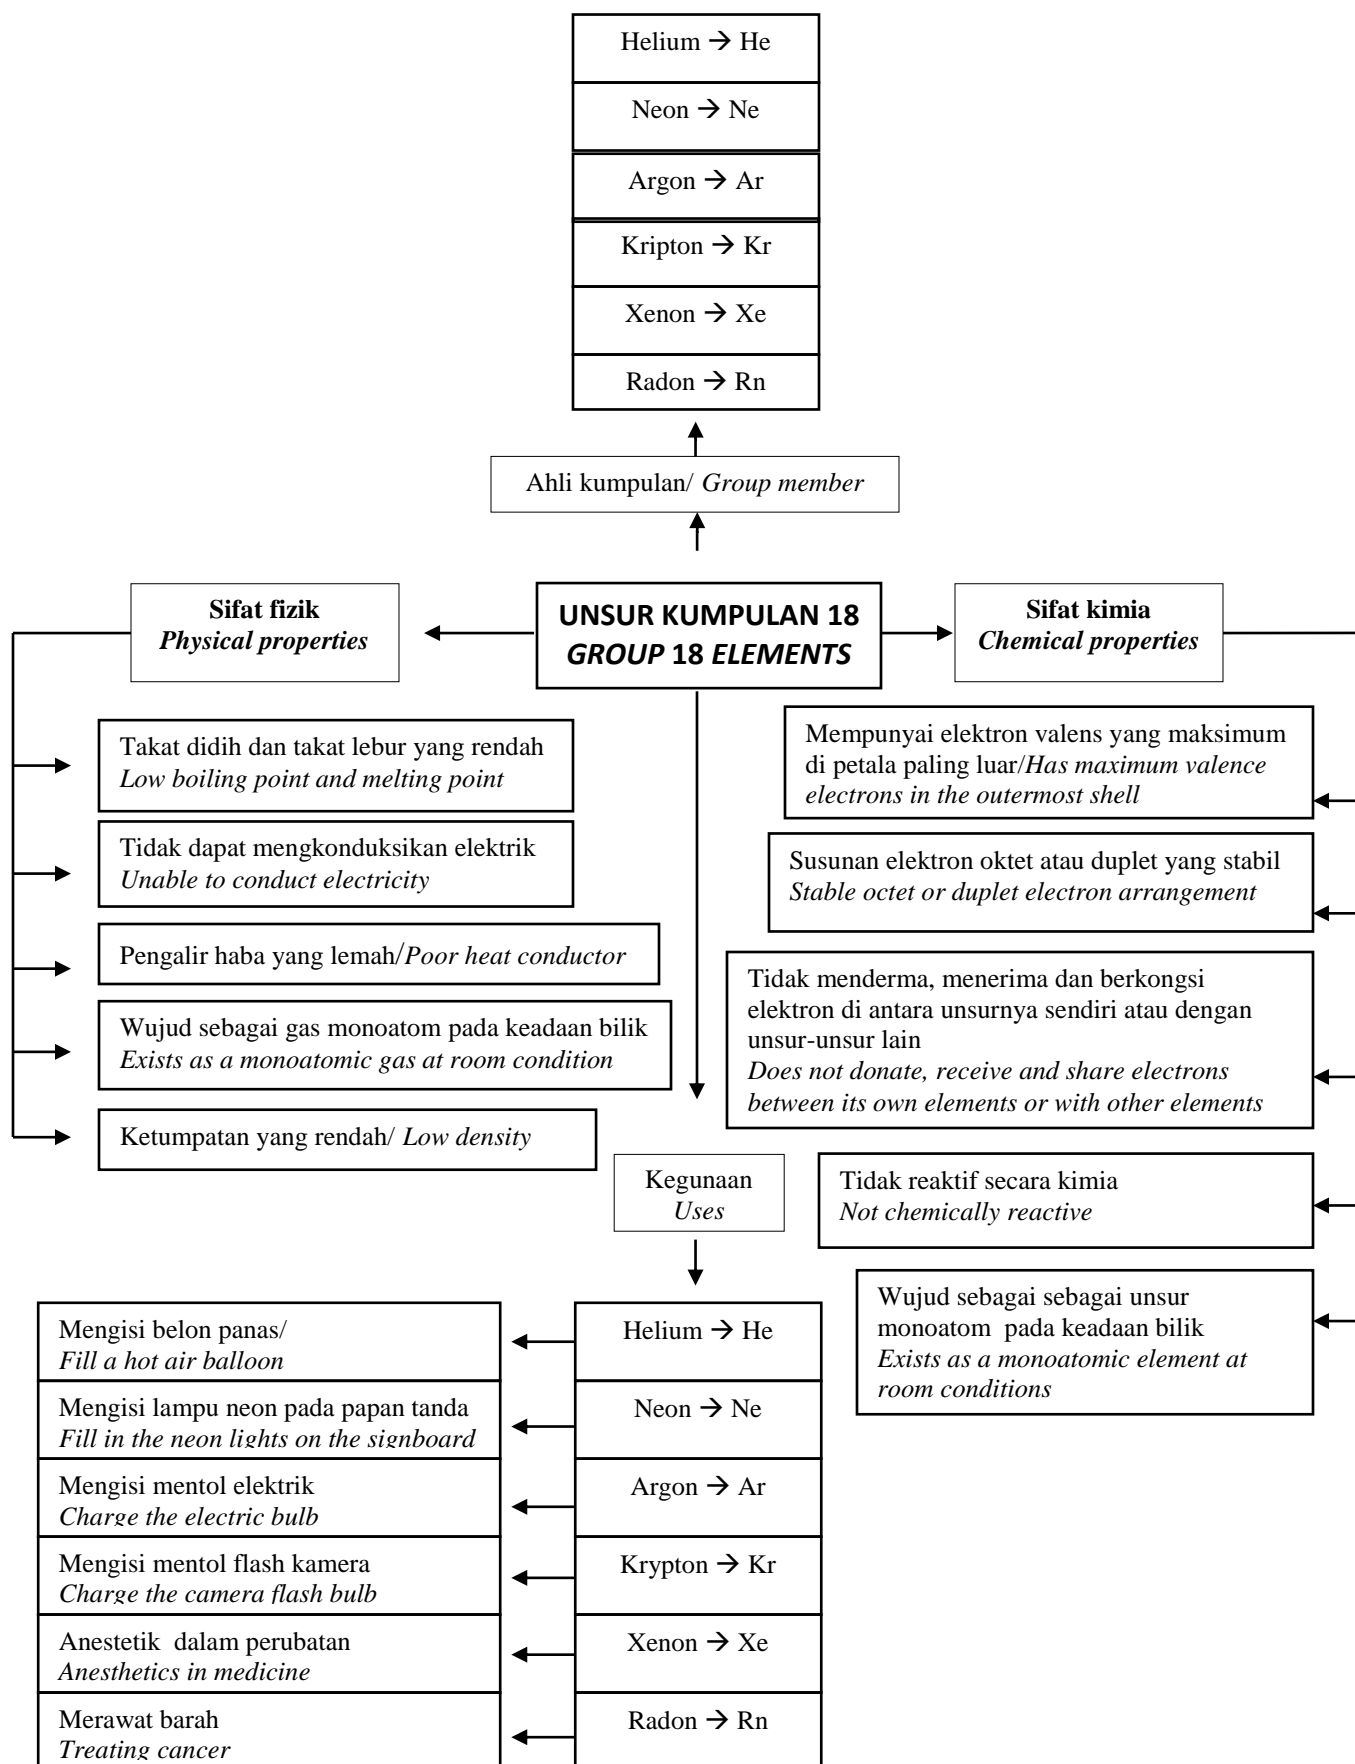 Helium → He
Neon → Ne
Argon → Ar
Kripton → Kr
Xenon → Xe
Radon → Rn
Ahli kumpulan/ Group member
UNSUR KUMPULAN 18
GROUP 18 ELEMENTS
Sifat fizik
Physical properties
Takat didih dan takat lebur yang rendah
Low boiling point and melting point
Tidak dapat mengkonduksikan elektrik
Unable to conduct electricity
Pengalir haba yang lemah/Poor heat conductor
Wujud sebagai gas monoatom pada keadaan bilik
Exists as a monoatomic gas at room condition
Ketumpatan yang rendah/ Low density
Sifat kimia
Chemical properties
Mempunyai elektron valens yang maksimum
di petala paling luar/Has maximum valence
electrons in the outermost shell
Susunan elektron oktet atau duplet yang stabil
Stable octet or duplet electron arrangement
Tidak menderma, menerima dan berkongsi
elektron di antara unsurnya sendiri atau dengan
unsur-unsur lain
Does not donate, receive and share electrons
between its own elements or with other elements
Tidak reaktif secara kimia
Not chemically reactive
Wujud sebagai sebagai unsur
monoatom pada keadaan bilik
Exists as a monoatomic element at
room conditions
Kegunaan
Uses
Helium → He
Mengisi belon panas/
Fill a hot air balloon
Neon → Ne
Mengisi lampu neon pada papan tanda
Fill in the neon lights on the signboard
Argon → Ar
Mengisi mentol elektrik
Charge the electric bulb
Krypton → Kr
Mengisi mentol flash kamera
Charge the camera flash bulb
Xenon → Xe
Anestetik dalam perubatan
Anesthetics in medicine
Radon → Rn
Merawat barah
Treating cancer